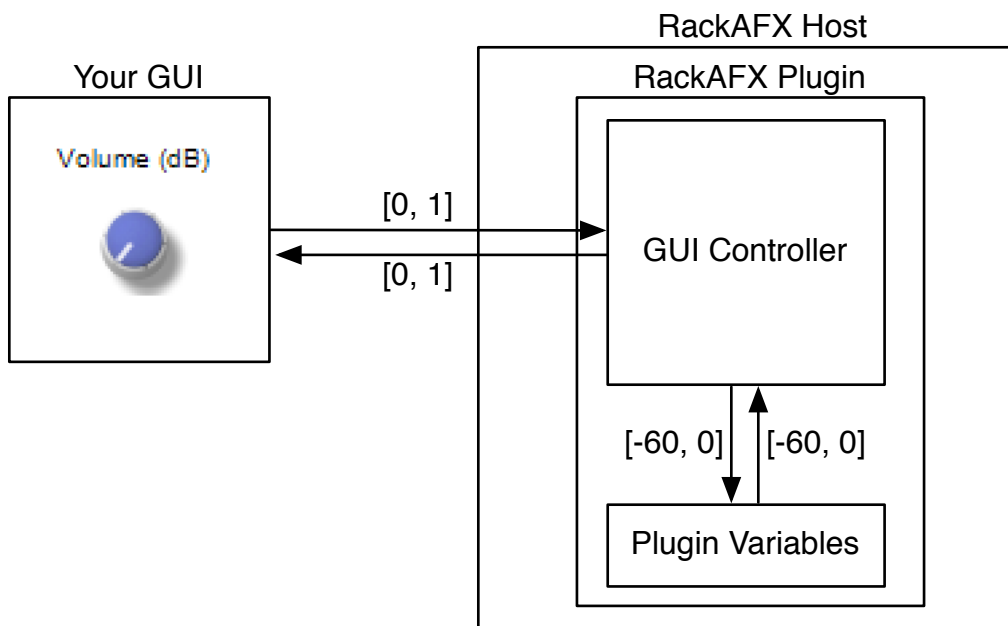 RackAFX Host
Your GUI
RackAFX Plugin
Volume (dB)
[0, 1]
GUI Controller
[0, 1]
[-60, 0]
[-60, 0]
Plugin Variables